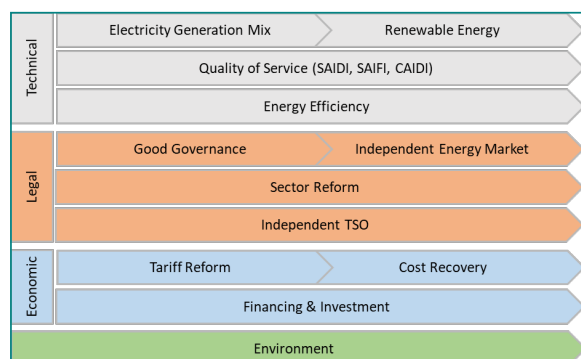 Technical
Electricity Generation Mix
Renewable Energy
Quality of Service (SAIDI, SAIFI, CAIDI)
Energy Efficiency
Legal
Good Governance
Independent Energy Market
Sector Reform
Independent TSO
Economic
Tariff Reform
Cost Recovery
Financing & Investment
Environment